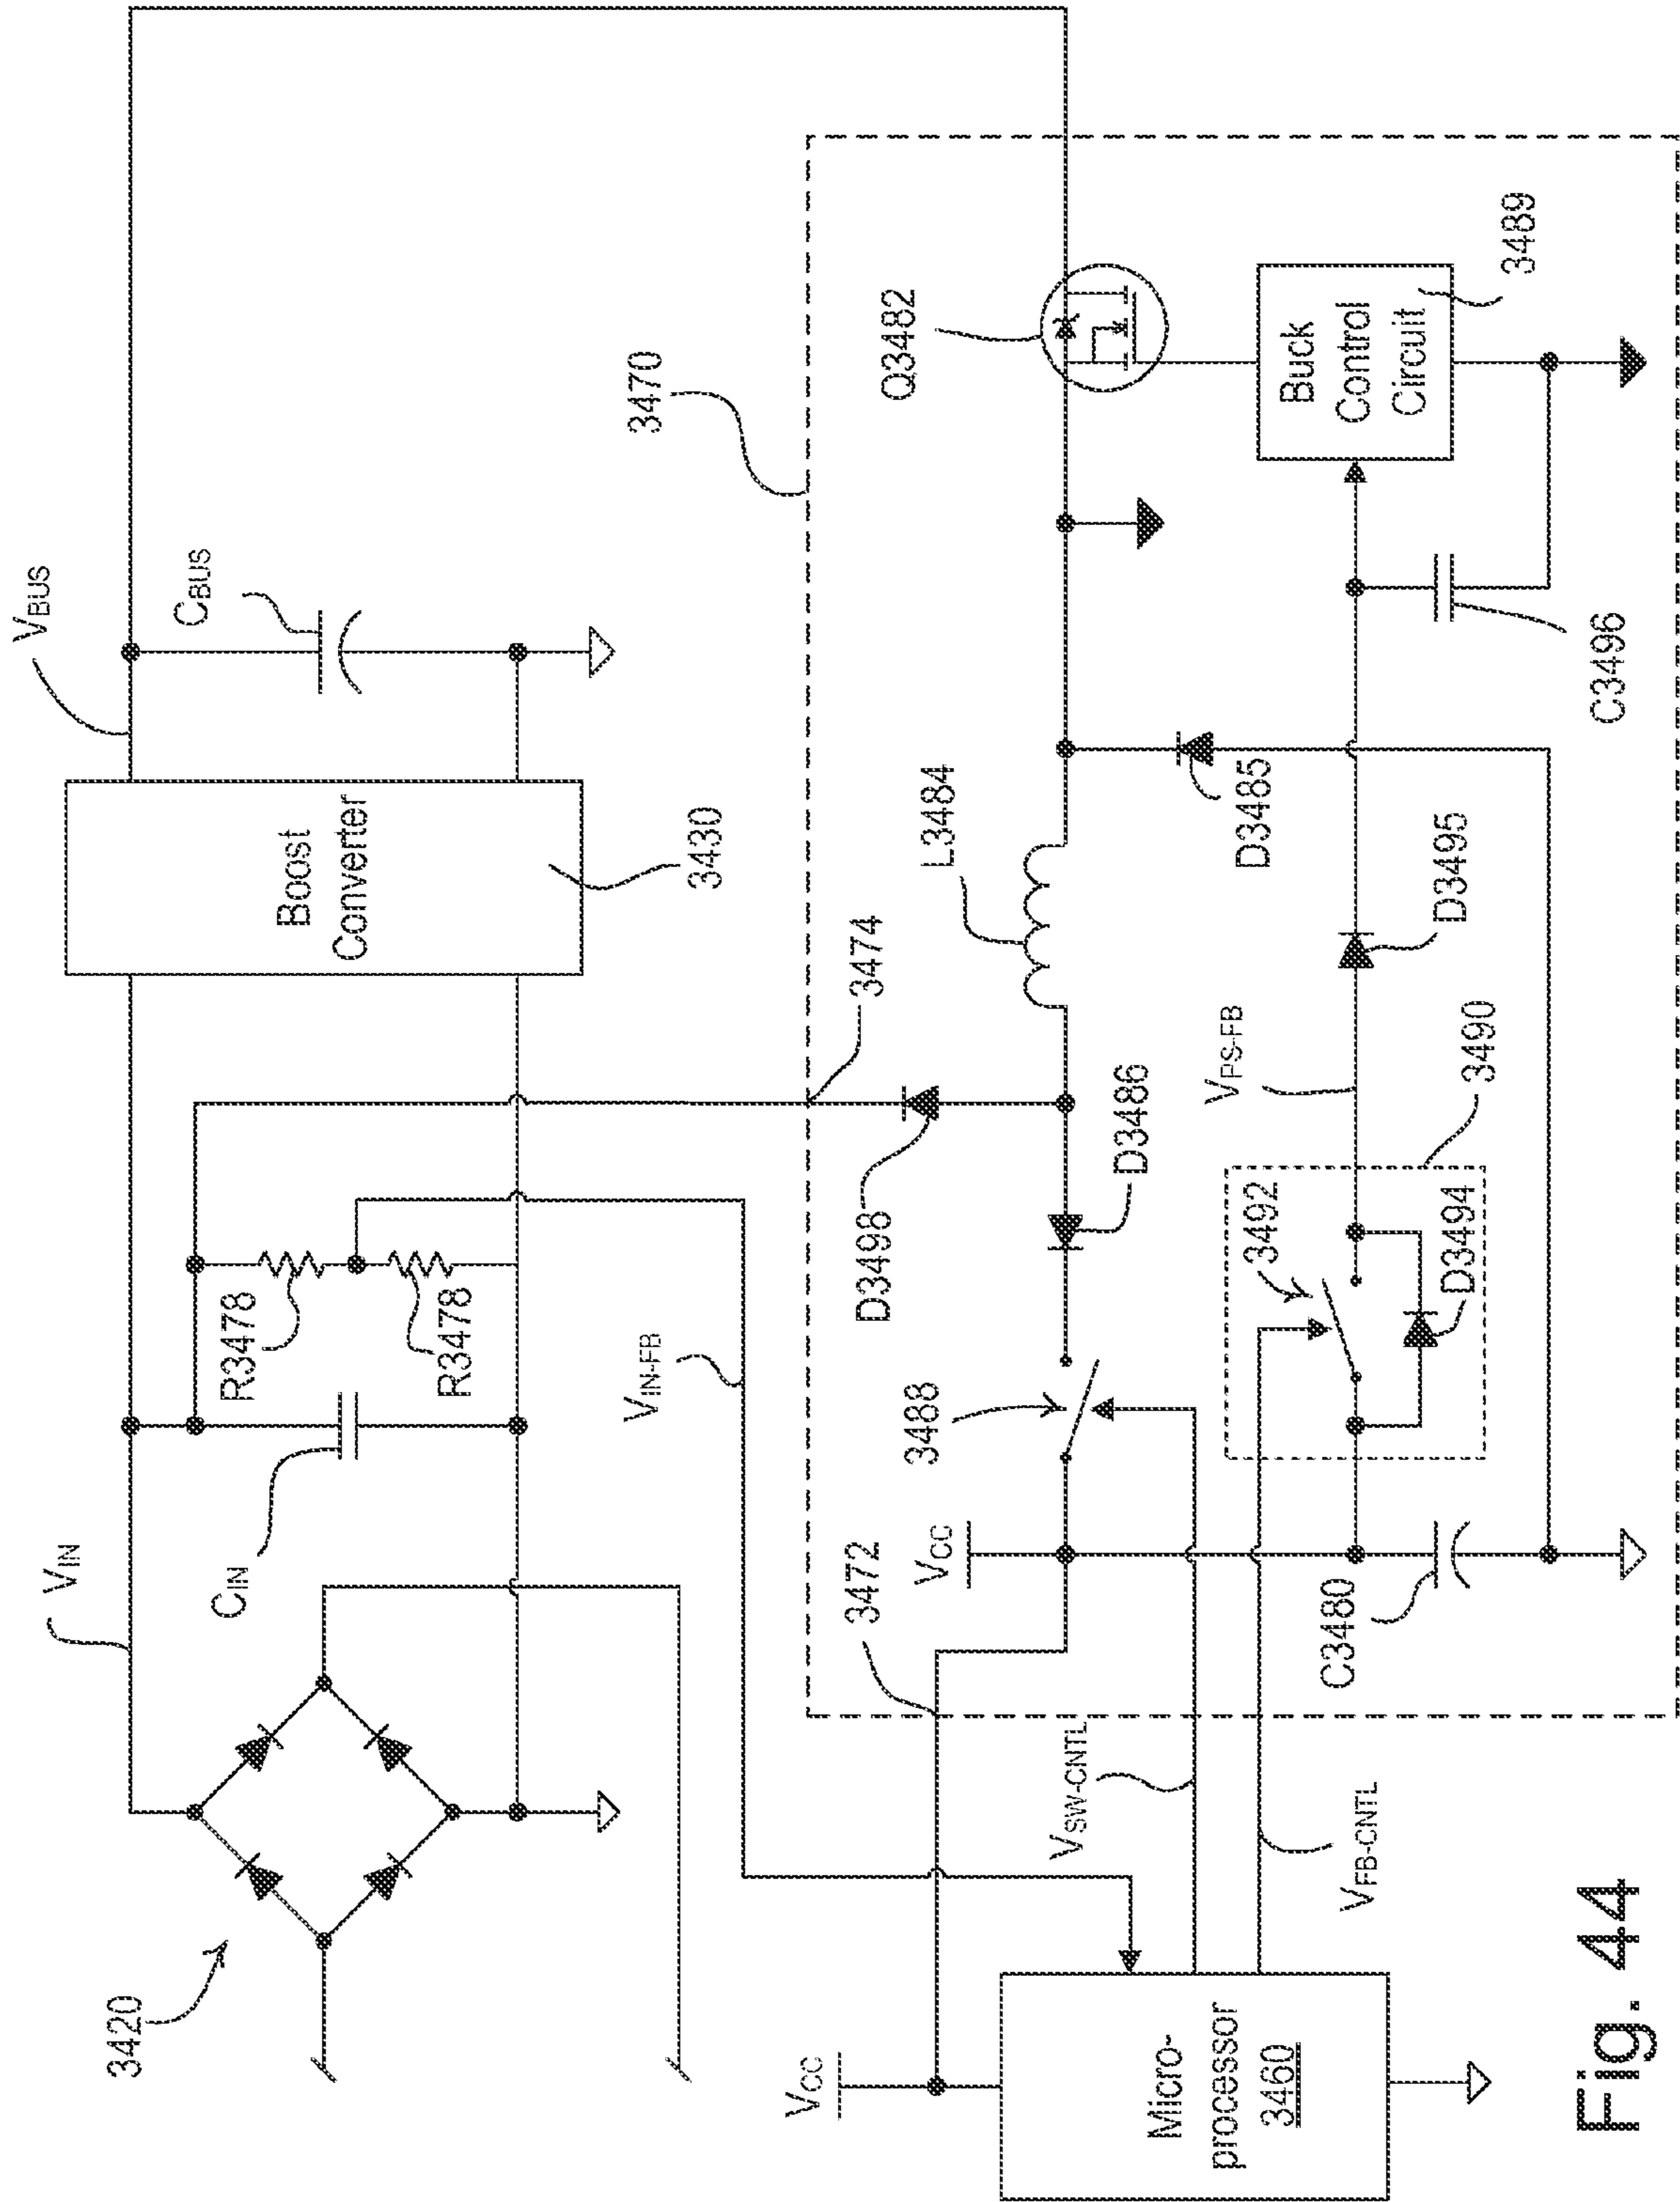 3420
V_IN
C_IN
R3478
R3478
V_IN-FB
Boost
Converter
3430
V_BUS
C_BUS
3474
3470
V_CC
3472
Micro-
processor
3460
V_SW-CNTL
V_FB-CNTL
V_CC
3488
D3498
D3486
L3484
Q3482
C3480
3492
D3494
3490
V_PS-FB
D3495
D3485
C3496
Buck
Control
Circuit
3489
Fig. 44